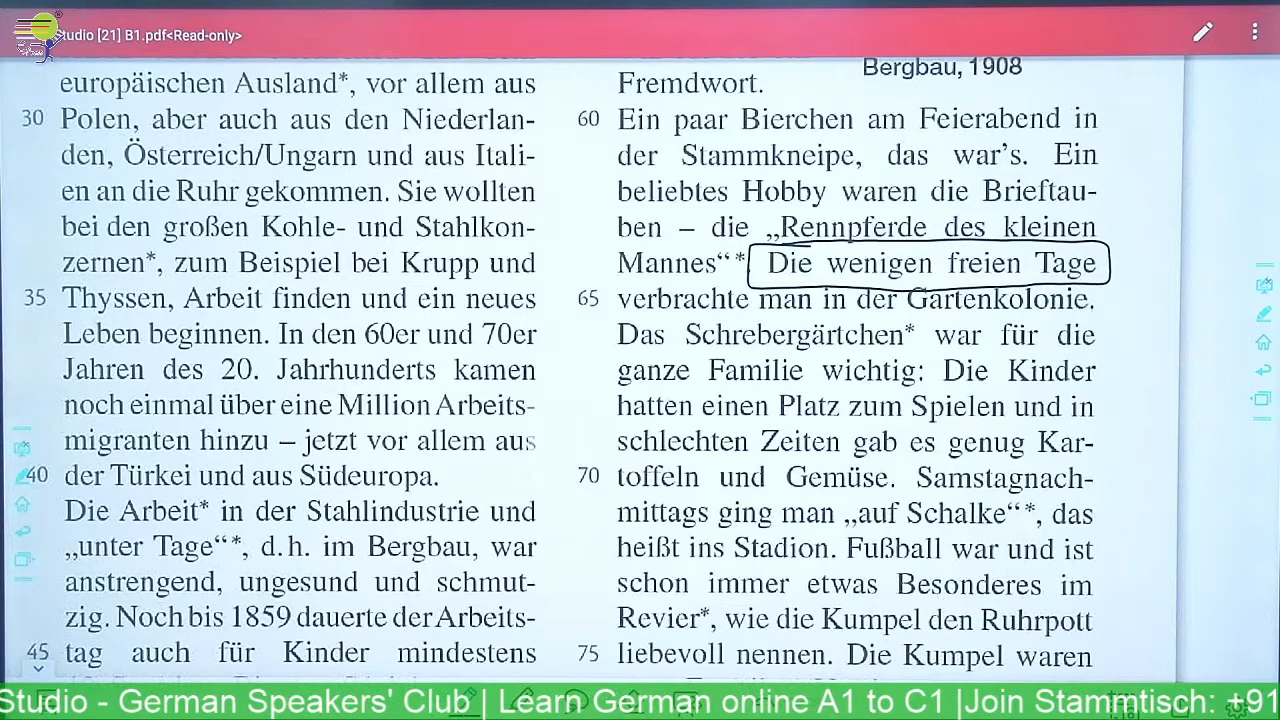 Studio [21] B1.pdf<Read-only>
europäischen Ausland*, vor allem aus
30 Polen, aber auch aus den Niederlan-
den, Österreich/Ungarn und aus Itali-
en an die Ruhr gekommen. Sie wollten
bei den großen Kohle- und Stahlkon-
zernen*, zum Beispiel bei Krupp und
35 Thyssen, Arbeit finden und ein neues
Leben beginnen. In den 60er und 70er
Jahren des 20. Jahrhunderts kamen
noch einmal über eine Million Arbeits-
migranten hinzu – jetzt vor allem aus
40 der Türkei und aus Südeuropa.
Die Arbeit* in der Stahlindustrie und
„unter Tage“*, d. h. im Bergbau, war
anstrengend, ungesund und schmut-
zig. Noch bis 1859 dauerte der Arbeits-
45 tag auch für Kinder mindestens
Bergbau, 1908
Fremdwort.
60 Ein paar Bierchen am Feierabend in
der Stammkneipe, das war’s. Ein
beliebtes Hobby waren die Brieftau-
ben – die „Rennpferde des kleinen
Mannes“*. Die wenigen freien Tage
65 verbrachte man in der Gartenkolonie.
Das Schrebergärtchen* war für die
ganze Familie wichtig: Die Kinder
hatten einen Platz zum Spielen und in
schlechten Zeiten gab es genug Kar-
70 toffeln und Gemüse. Samstagnach-
mittags ging man „auf Schalke“*, das
heißt ins Stadion. Fußball war und ist
schon immer etwas Besonderes im
Revier*, wie die Kumpel den Ruhrpott
75 liebevoll nennen. Die Kumpel waren
Studio - German Speakers' Club | Learn German online A1 to C1 |Join Stammtisch: +91